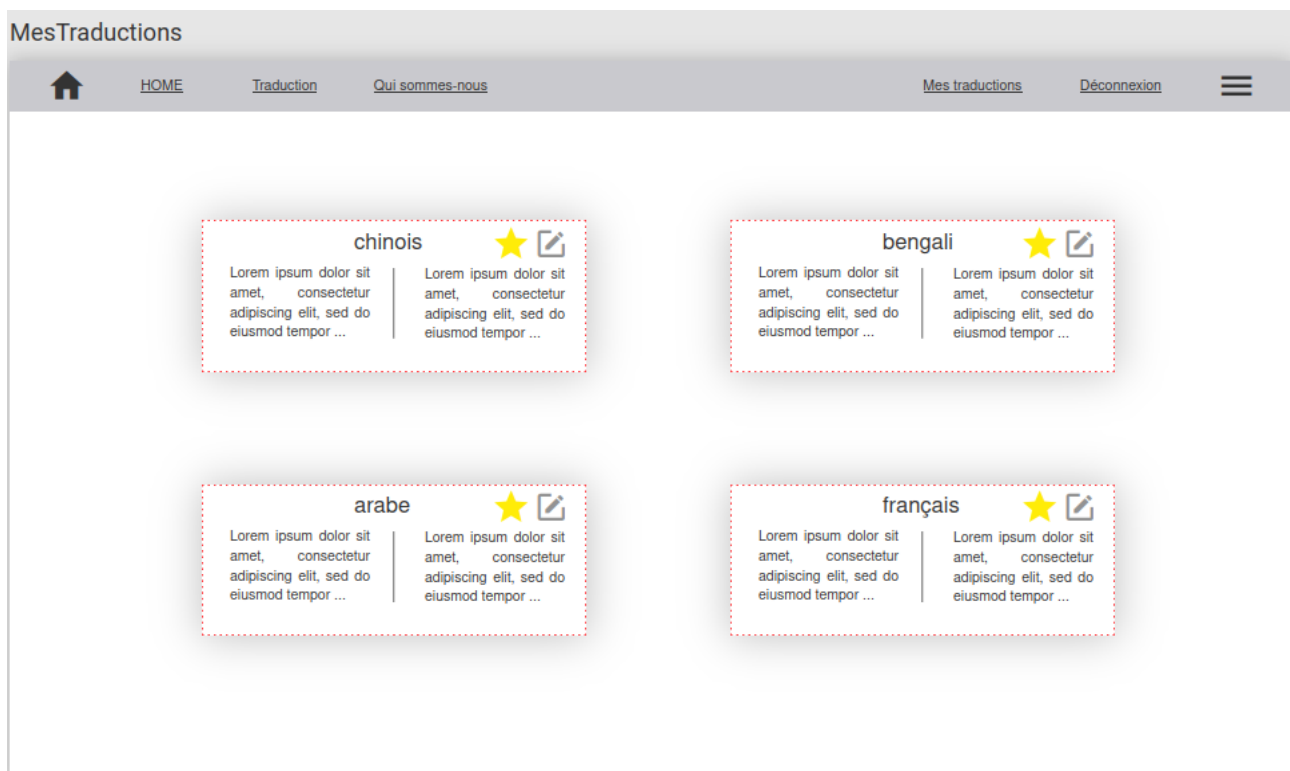 MesTraductions
HOME Traduction Qui sommes-nous Mes traductions Déconnexion
chinois
Lorem ipsum dolor sit
amet, consectetur
adipiscing elit, sed do
eiusmod tempor ...
Lorem ipsum dolor sit
amet, consectetur
adipiscing elit, sed do
eiusmod tempor ...
bengali
Lorem ipsum dolor sit
amet, consectetur
adipiscing elit, sed do
eiusmod tempor ...
Lorem ipsum dolor sit
amet, consectetur
adipiscing elit, sed do
eiusmod tempor ...
arabe
Lorem ipsum dolor sit
amet, consectetur
adipiscing elit, sed do
eiusmod tempor ...
Lorem ipsum dolor sit
amet, consectetur
adipiscing elit, sed do
eiusmod tempor ...
français
Lorem ipsum dolor sit
amet, consectetur
adipiscing elit, sed do
eiusmod tempor ...
Lorem ipsum dolor sit
amet, consectetur
adipiscing elit, sed do
eiusmod tempor ...